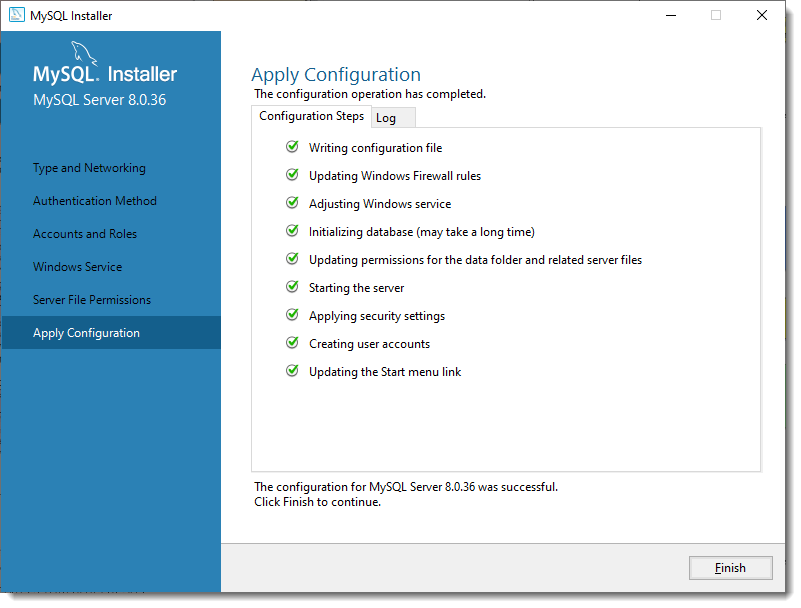 MySQL Installer
MySQL. Installer
MySQL Server 8.0.36
Type and Networking
Authentication Method
Accounts and Roles
Windows Service
Server File Permissions
Apply Configuration
Apply Configuration
The configuration operation has completed.
Configuration Steps Log
Writing configuration file
Updating Windows Firewall rules
Adjusting Windows service
Initializing database (may take a long time)
Updating permissions for the data folder and related server files
Starting the server
Applying security settings
Creating user accounts
Updating the Start menu link
The configuration for MySQL Server 8.0.36 was successful.
Click Finish to continue.
Finish